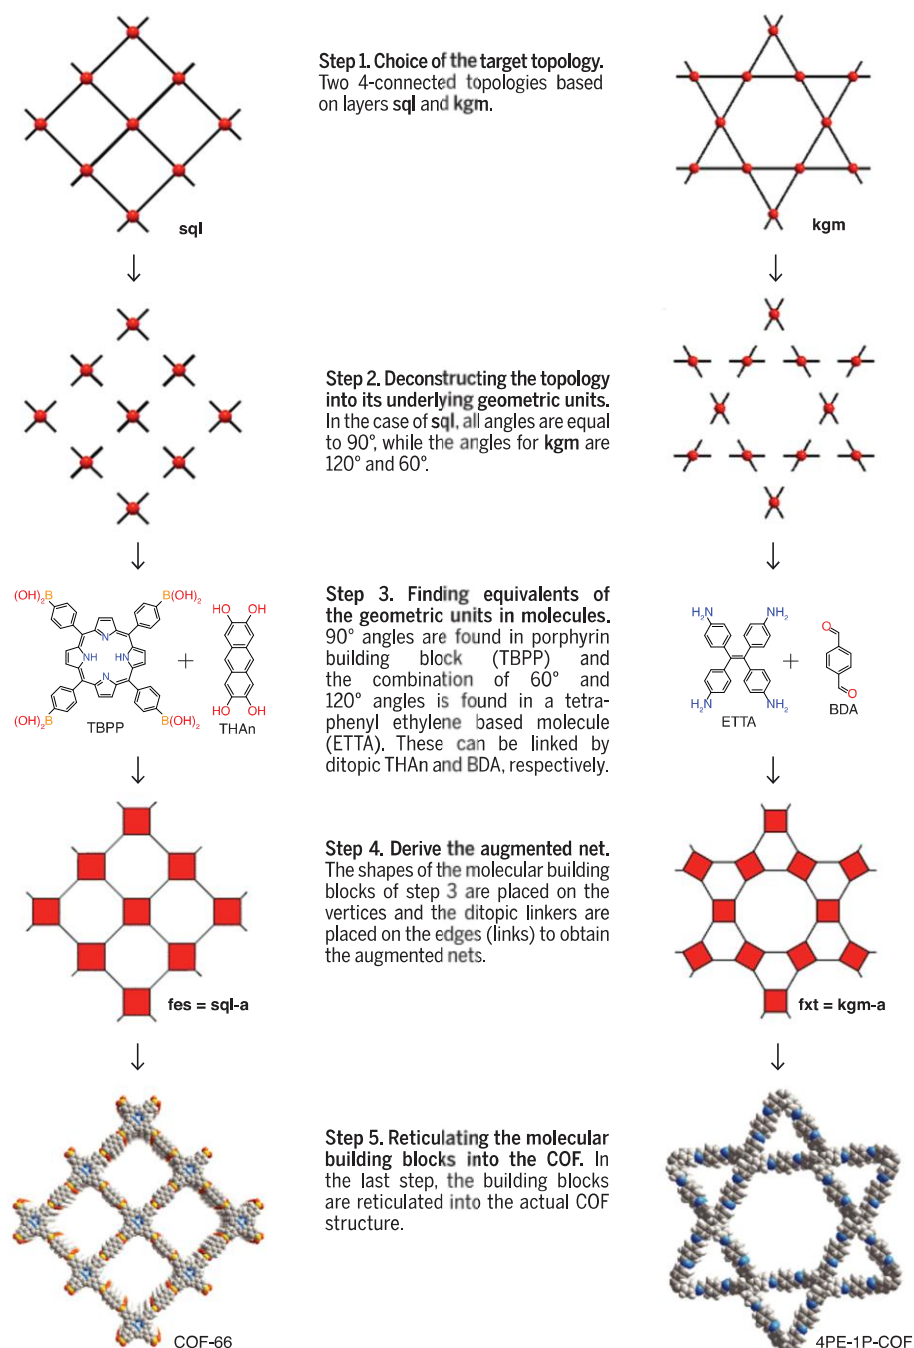 Step 1. Choice of the target topology.
Two 4-connected topologies based
on layers sql and kgm.
sql
kgm
Step 2. Deconstructing the topology
into its underlying geometric units.
In the case of sql, all angles are equal
to 90°, while the angles for kgm are
120° and 60°.
(OH)₂B
B(OH)₂
N
NH
HN
N
(OH)₂B
B(OH)₂
TBPP
+
HO
OH
HO
OH
THAn
Step 3. Finding equivalents of
the geometric units in molecules.
90° angles are found in porphyrin
building block (TBPP) and
the combination of 60° and
120° angles is found in a tetra-
phenyl ethylene based molecule
(ETTA). These can be linked by
ditopic THAn and BDA, respectively.
H₂N
NH₂
H₂N
NH₂
ETTA
+
O
O
BDA
Step 4. Derive the augmented net.
The shapes of the molecular building
blocks of step 3 are placed on the
vertices and the ditopic linkers are
placed on the edges (links) to obtain
the augmented nets.
fes = sql-a
fxt = kgm-a
Step 5. Reticulating the molecular
building blocks into the COF. In
the last step, the building blocks
are reticulated into the actual COF
structure.
COF-66
4PE-1P-COF